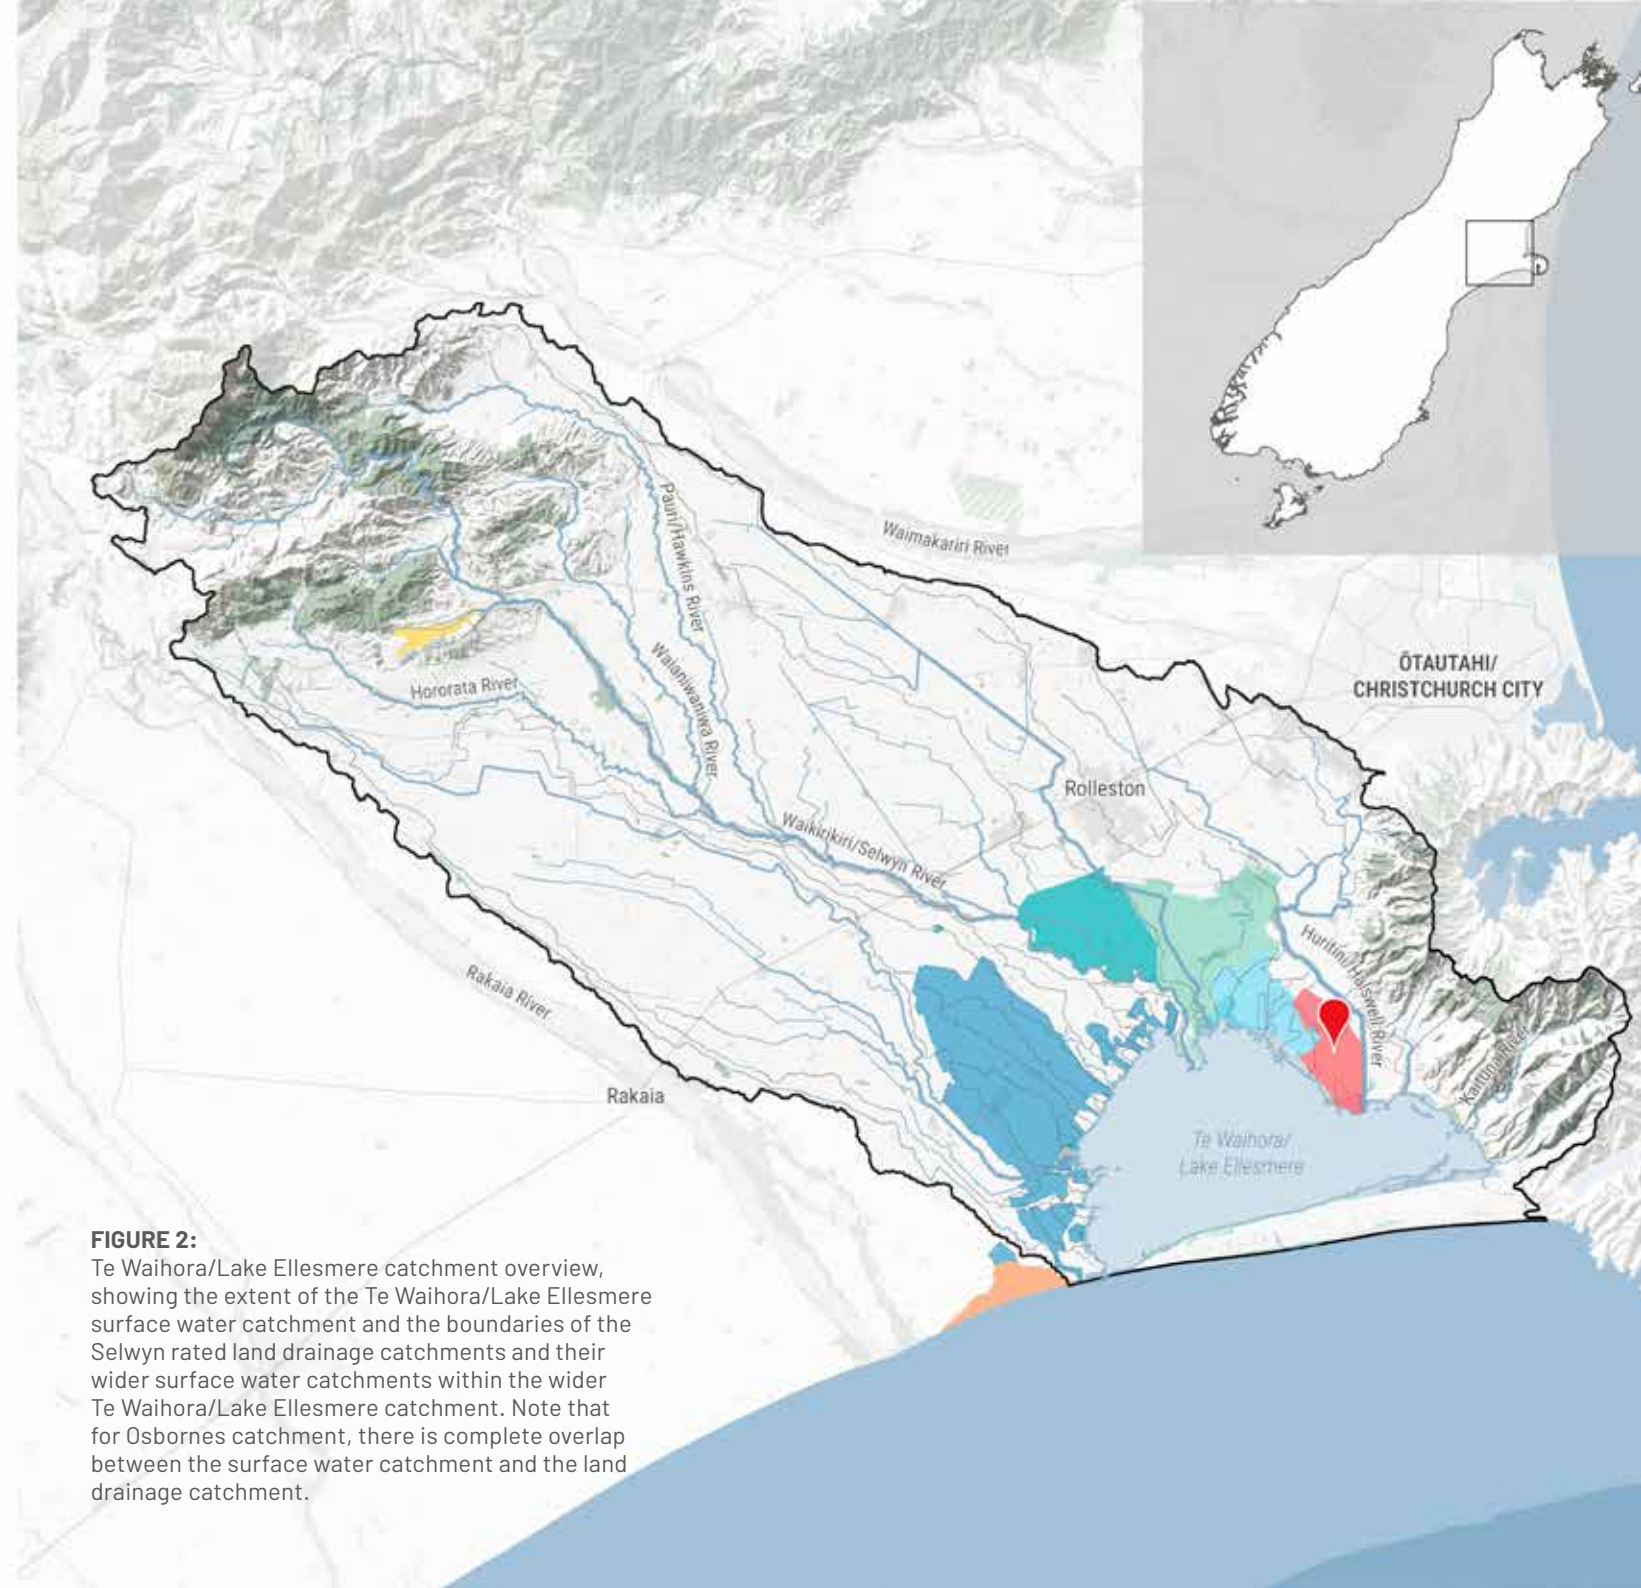 Waimakariri River
Pauri/Hawkins River
ŌTAUTAHI/
CHRISTCHURCH CITY
Waianiwaniwa River
Hororata River
Rolleston
Waikirikiri/Selwyn River
Huritini/Halswell River
Rakaia River
Kaituna River
Rakaia
Te Waihora/
Lake Ellesmere
FIGURE 2:
Te Waihora/Lake Ellesmere catchment overview,
showing the extent of the Te Waihora/Lake Ellesmere
surface water catchment and the boundaries of the
Selwyn rated land drainage catchments and their
wider surface water catchments within the wider
Te Waihora/Lake Ellesmere catchment. Note that
for Osbornes catchment, there is complete overlap
between the surface water catchment and the land
drainage catchment.